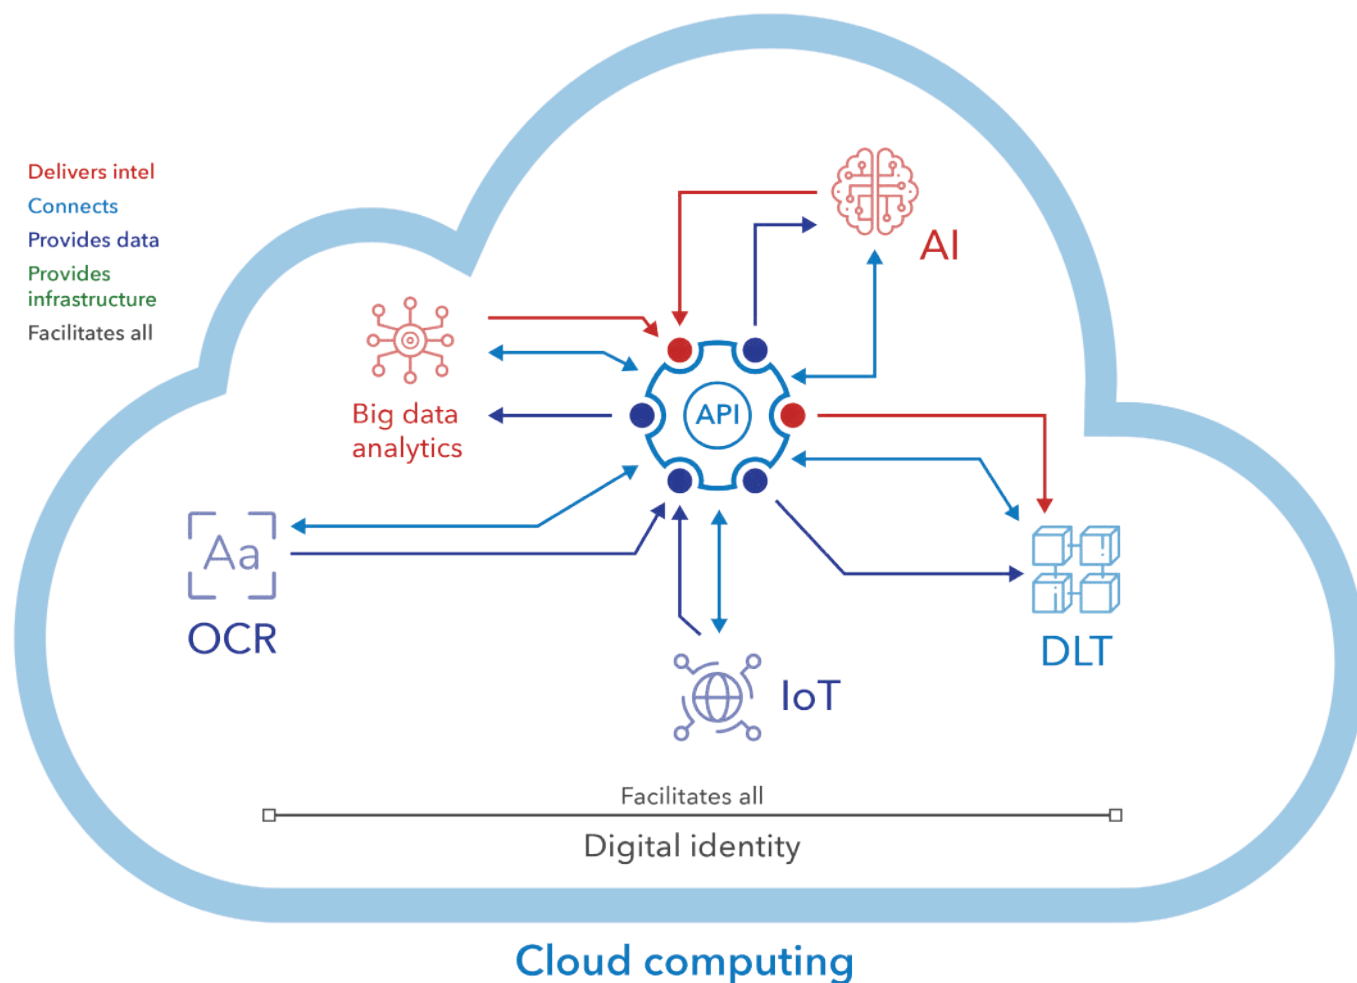 Delivers intel
Connects
Provides data
Provides
infrastructure
Facilitates all
AI
Big data
analytics
API
Aa
OCR
IoT
DLT
Facilitates all
Digital identity
Cloud computing